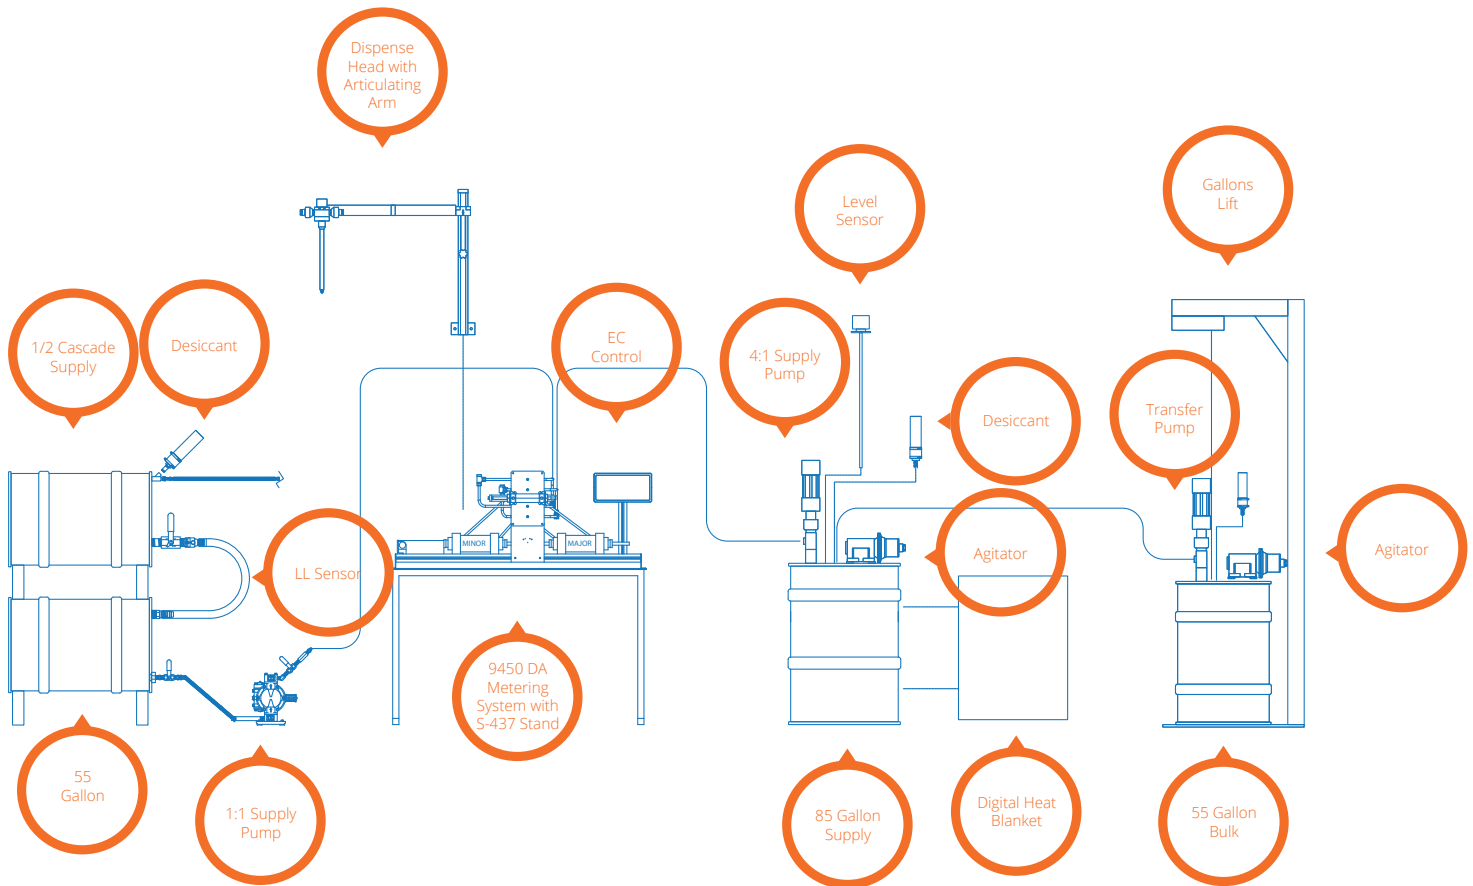 Dispense
Head with
Articulating
Arm
Level
Sensor
Gallons
Lift
1/2 Cascade
Supply
Desiccant
EC
Control
4:1 Supply
Pump
Transfer
Pump
Desiccant
MINOR
MAJOR
LL Sensor
Agitator
Agitator
9450 DA
Metering
System with
S-437 Stand
55
Gallon
1:1 Supply
Pump
85 Gallon
Supply
Digital Heat
Blanket
55 Gallon
Bulk